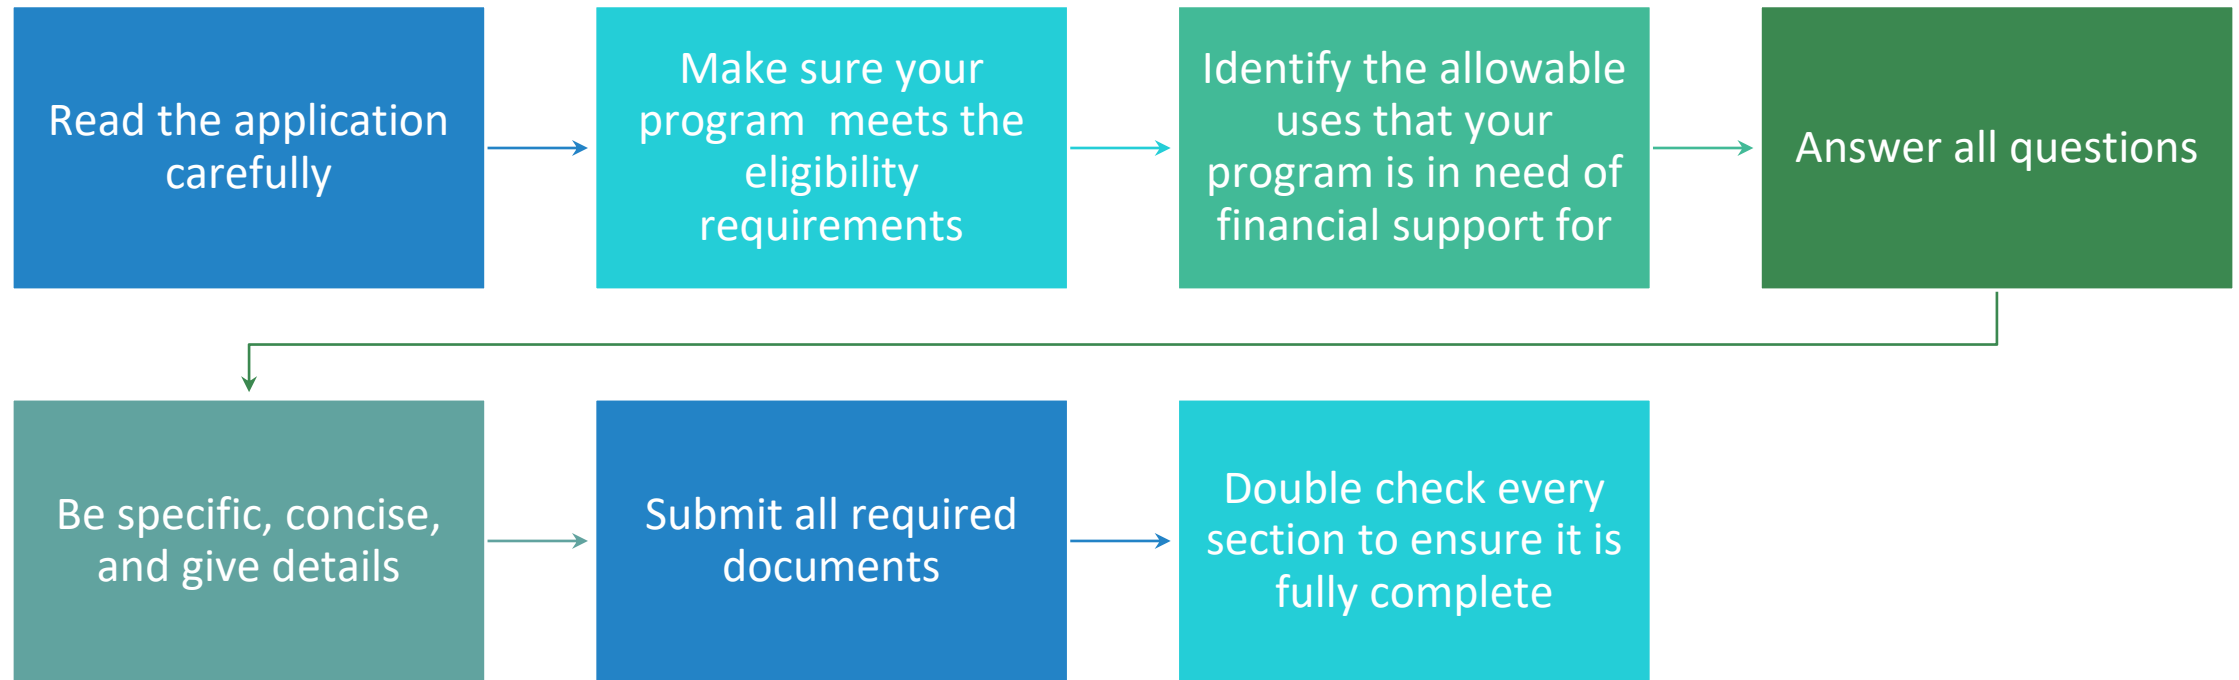 Read the application
carefully
Make sure your
program  meets the
eligibility
requirements
Identify the allowable
uses that your
program is in need of
financial support for
Answer all questions
Be specific, concise,
and give details
Submit all required
documents
Double check every
section to ensure it is
fully complete